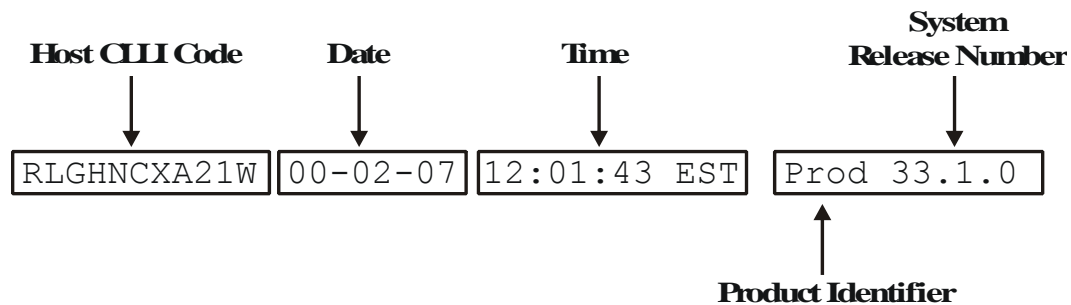 System
Host CLLI Code Date Time Release Number
RLGHNCXA21W 00-02-07 12:01:43 EST Prod 33.1.0
Product Identifier